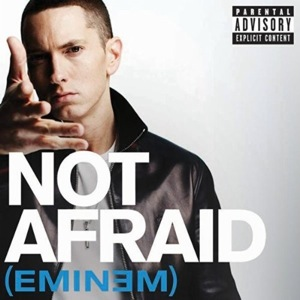 PARENTAL
ADVISORY
EXPLICIT CONTENT
NOT
AFRAID
(EMINƎM)